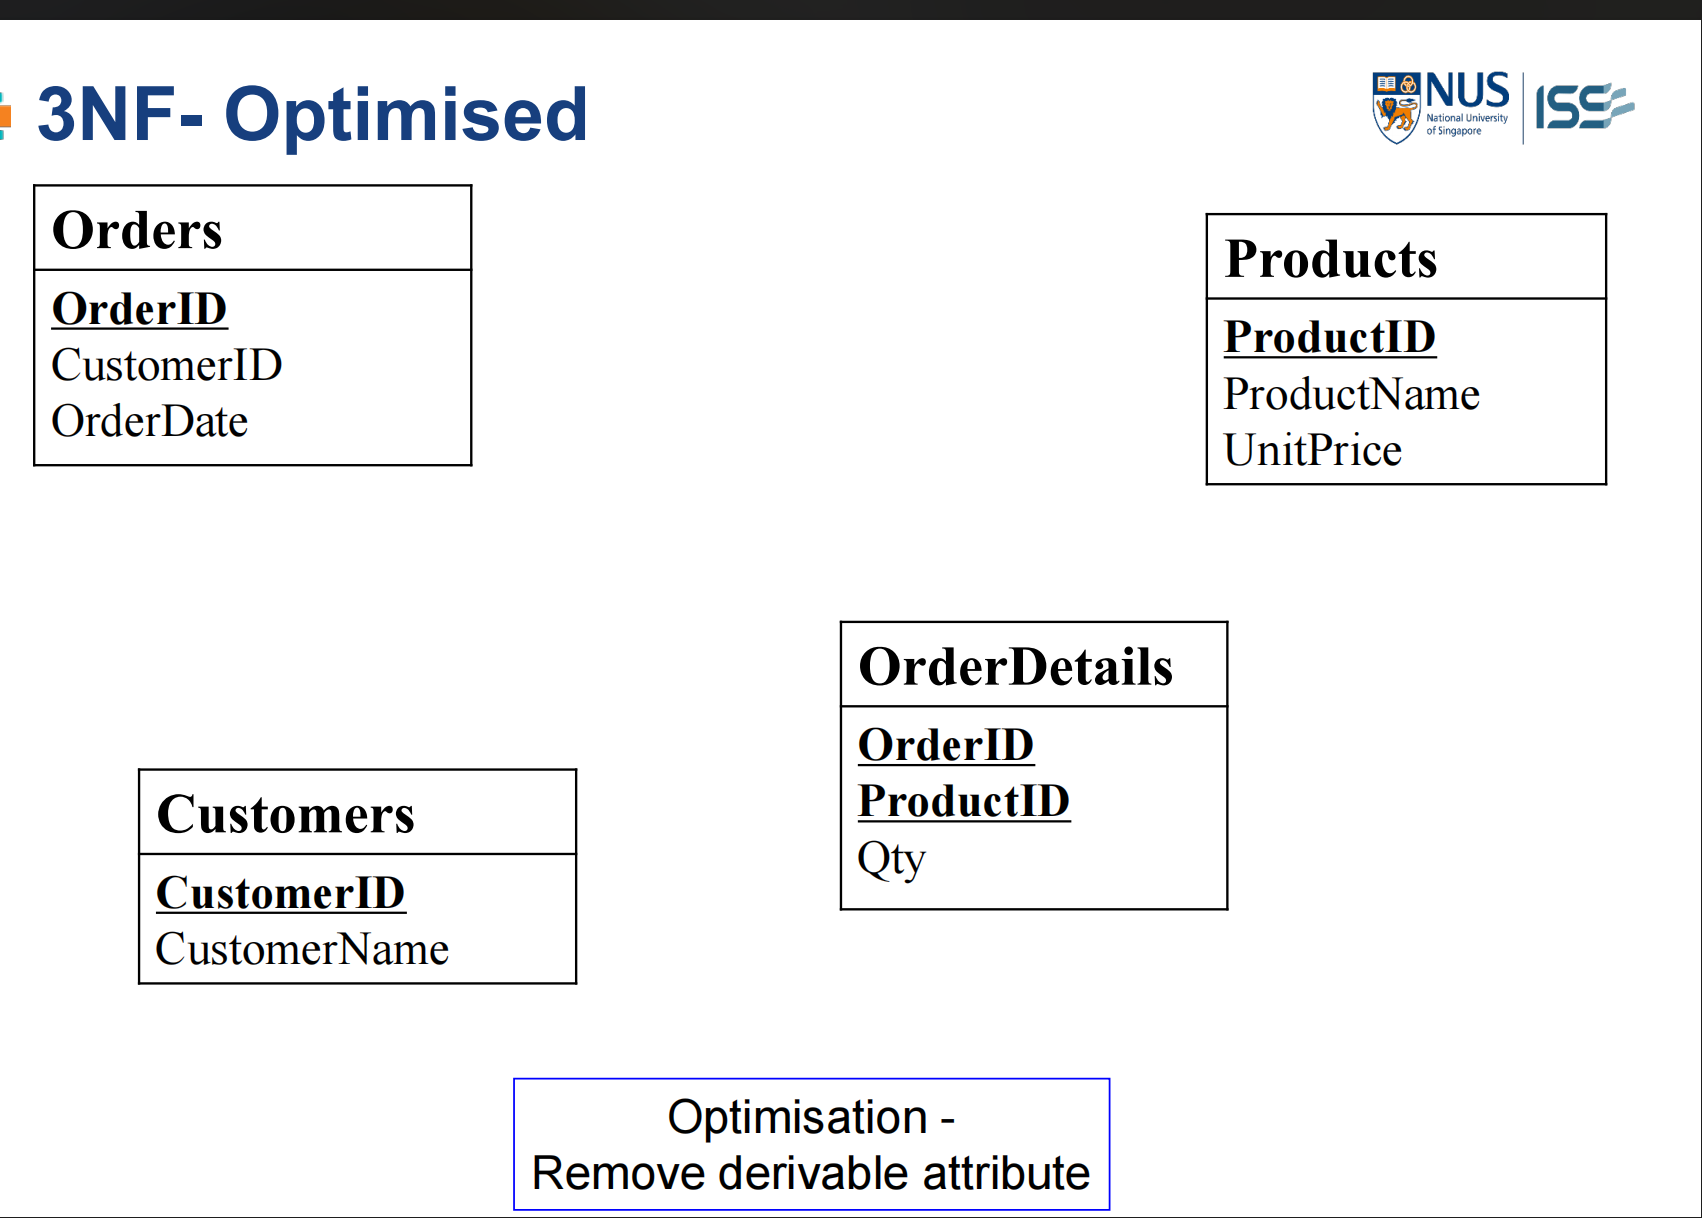 3NF- Optimised
NUS
National University
of Singapore
ISS
Orders
OrderID
CustomerID
OrderDate
Products
ProductID
ProductName
UnitPrice
OrderDetails
OrderID
ProductID
Qty
Customers
CustomerID
CustomerName
Optimisation -
Remove derivable attribute